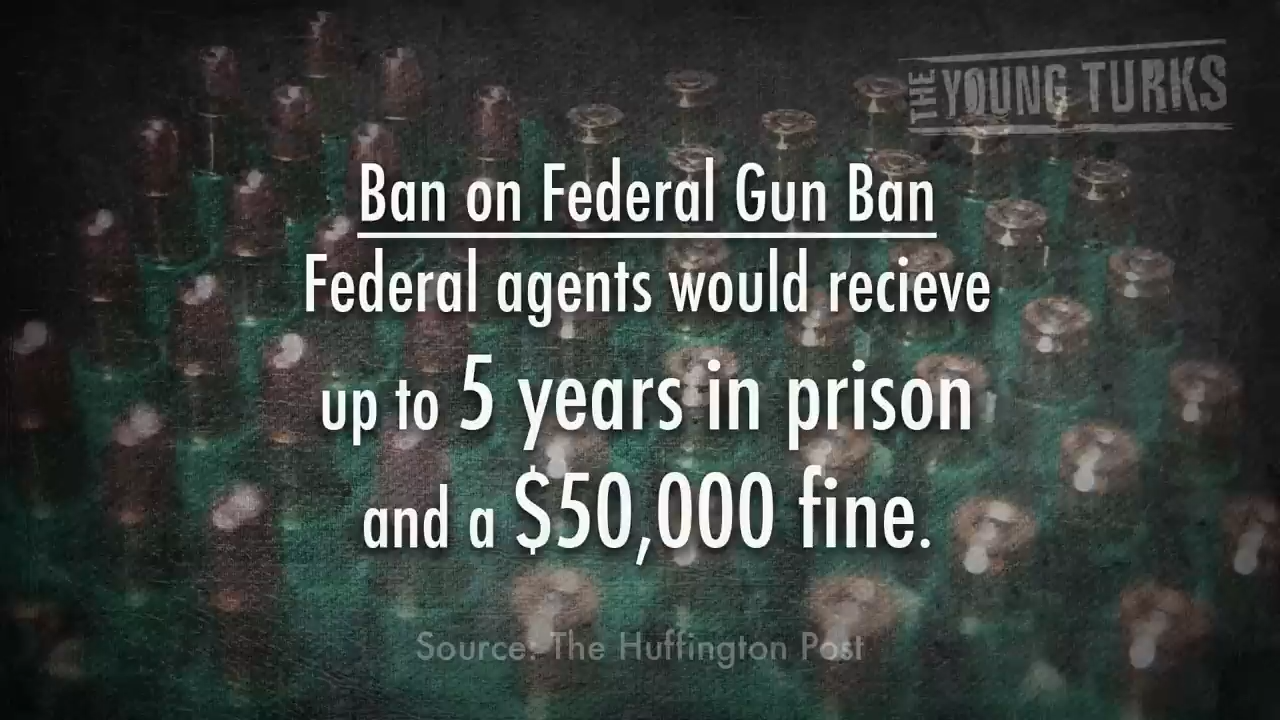 THE YOUNG TURKS
Ban on Federal Gun Ban
Federal agents would recieve
up to 5 years in prison
and a $50,000 fine.
Source: The Huffington Post